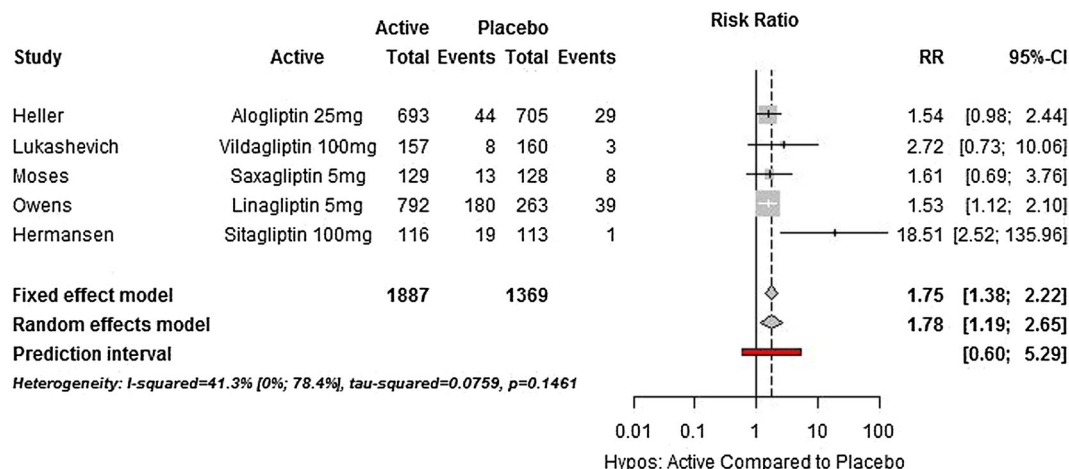 Active Placebo Risk Ratio
Study Active Total Events Total Events RR 95%-CI
Heller Alogliptin 25mg 693 44 705 29 1.54 [0.98; 2.44]
Lukashevich Vildagliptin 100mg 157 8 160 3 2.72 [0.73; 10.06]
Moses Saxagliptin 5mg 129 13 128 8 1.61 [0.69; 3.76]
Owens Linagliptin 5mg 792 180 263 39 1.53 [1.12; 2.10]
Hermansen Sitagliptin 100mg 116 19 113 1 18.51 [2.52; 135.96]
Fixed effect model 1887 1369 1.75 [1.38; 2.22]
Random effects model 1.78 [1.19; 2.65]
Prediction interval [0.60; 5.29]
Heterogeneity: I-squared=41.3% [0%; 78.4%], tau-squared=0.0759, p=0.1461
0.01 0.1 1 10 100
Hypos: Active Compared to Placebo